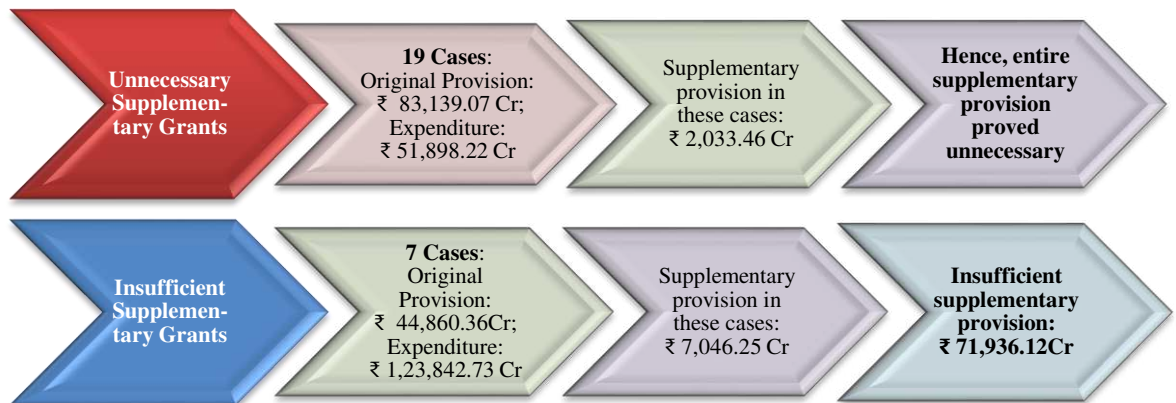 Unnecessary
Supplemen-
tary Grants
19 Cases:
Original Provision:
₹ 83,139.07 Cr;
Expenditure:
₹ 51,898.22 Cr
Supplementary
provision in
these cases:
₹ 2,033.46 Cr
Hence, entire
supplementary
provision
proved
unnecessary
Insufficient
Supplemen-
tary Grants
7 Cases:
Original
Provision:
₹ 44,860.36Cr;
Expenditure:
₹ 1,23,842.73 Cr
Supplementary
provision in
these cases:
₹ 7,046.25 Cr
Insufficient
supplementary
provision:
₹ 71,936.12Cr